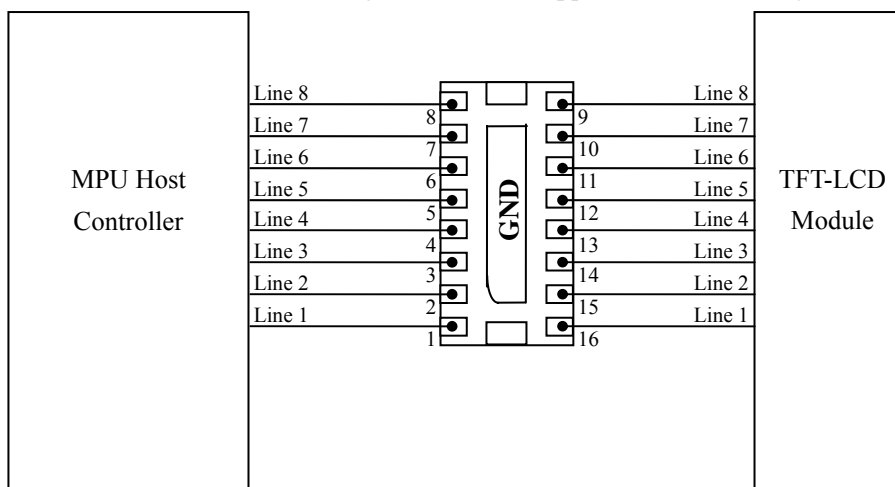 MPU Host
Controller
Line 8
Line 7
Line 6
Line 5
Line 4
Line 3
Line 2
Line 1
8
7
6
5
4
3
2
1
GND
9
10
11
12
13
14
15
16
Line 8
Line 7
Line 6
Line 5
Line 4
Line 3
Line 2
Line 1
TFT-LCD
Module